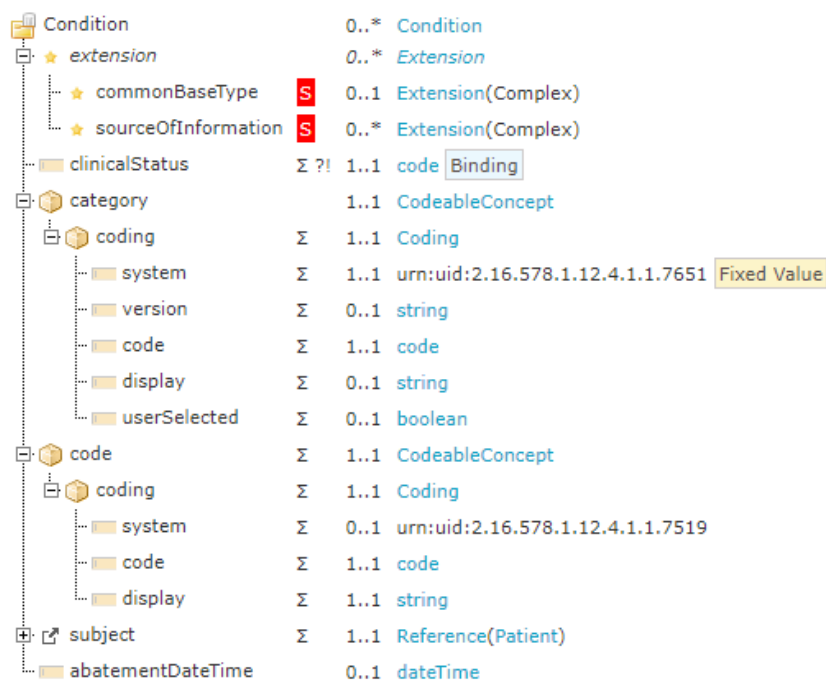 Condition 0..* Condition
extension 0..* Extension
commonBaseType S 0..1 Extension(Complex)
sourceOfInformation S 0..* Extension(Complex)
clinicalStatus Σ ?! 1..1 code Binding
category 1..1 CodeableConcept
coding Σ 1..1 Coding
system Σ 1..1 urn:uid:2.16.578.1.12.4.1.1.7651 Fixed Value
version Σ 0..1 string
code Σ 1..1 code
display Σ 0..1 string
userSelected Σ 0..1 boolean
code Σ 1..1 CodeableConcept
coding Σ 1..1 Coding
system Σ 0..1 urn:uid:2.16.578.1.12.4.1.1.7519
code Σ 1..1 code
display Σ 1..1 string
subject Σ 1..1 Reference(Patient)
abatementDateTime 0..1 dateTime